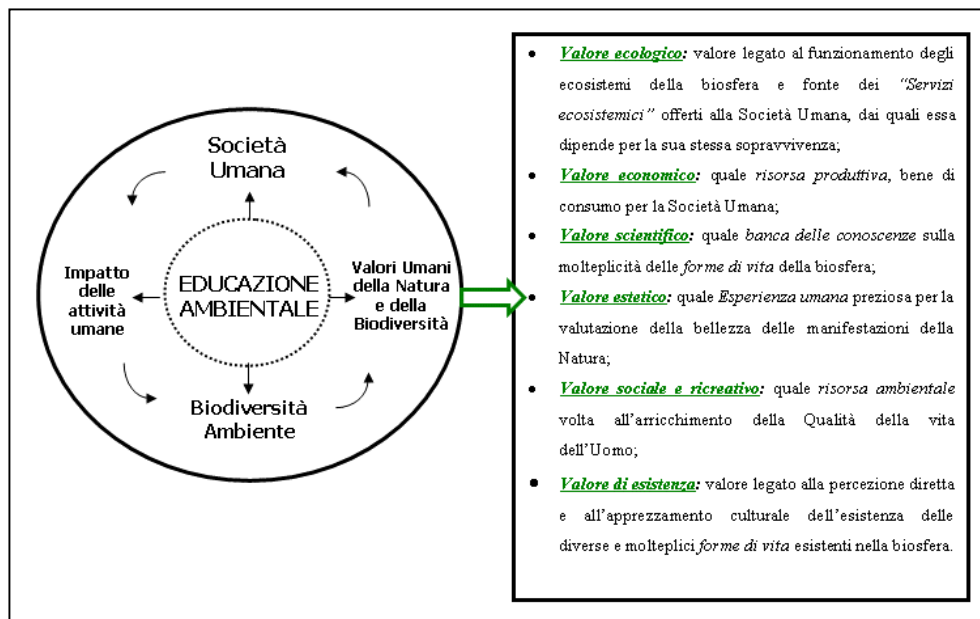 Società
Umana
Impatto
delle
attività
umane
EDUCAZIONE
AMBIENTALE
Valori Umani
della Natura
e della
Biodiversità
Biodiversità
Ambiente
• Valore ecologico: valore legato al funzionamento degli
ecosistemi della biosfera e fonte dei “Servizi
ecosistemici” offerti alla Società Umana, dai quali essa
dipende per la sua stessa sopravvivenza;
• Valore economico: quale risorsa produttiva, bene di
consumo per la Società Umana;
• Valore scientifico: quale banca delle conoscenze sulla
molteplicità delle forme di vita della biosfera;
• Valore estetico: quale Esperienza umana preziosa per la
valutazione della bellezza delle manifestazioni della
Natura;
• Valore sociale e ricreativo: quale risorsa ambientale
volta all’arricchimento della Qualità della vita
dell’Uomo;
• Valore di esistenza: valore legato alla percezione diretta
e all’apprezzamento culturale dell’esistenza delle
diverse e molteplici forme di vita esistenti nella biosfera.